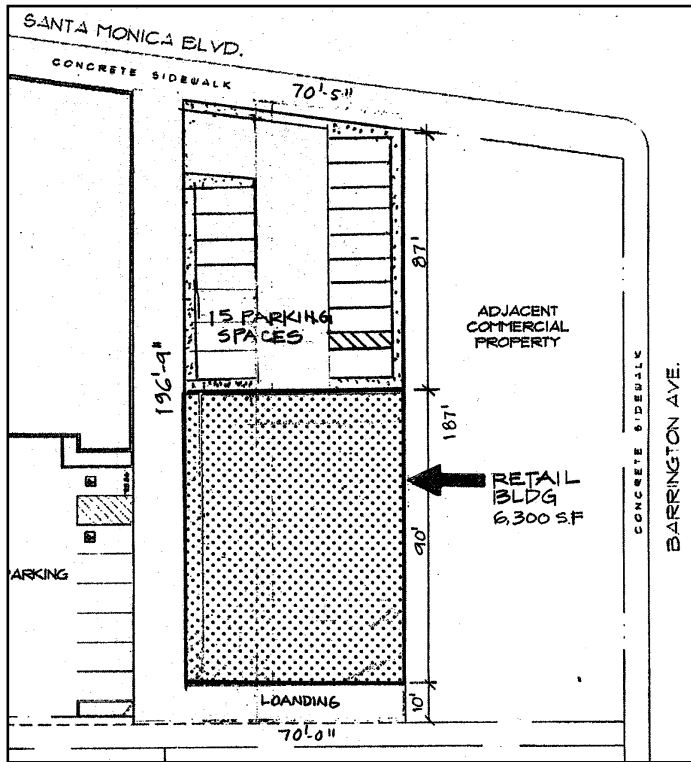 SANTA MONICA BLVD.
CONCRETE SIDEWALK
70'-5"
87'
15 PARKING
SPACES
ADJACENT
COMMERCIAL
PROPERTY
196'-9"
187'
CONCRETE SIDEWALK
BARRINGTON AVE.
RETAIL
BLDG
6,300 S.F
90'
PARKING
LOANDING
10'
70'-0"